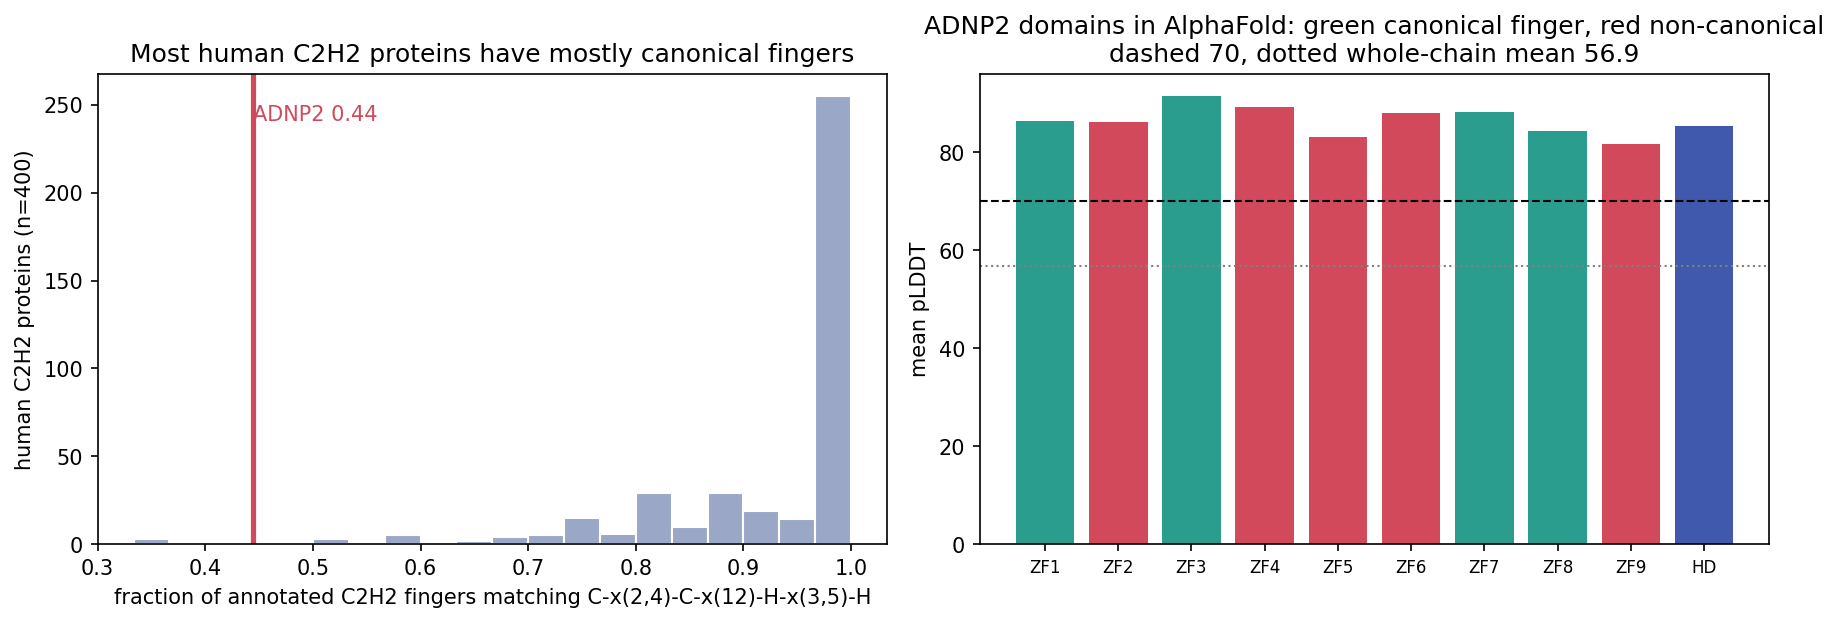 Most human C2H2 proteins have mostly canonical fingers
human C2H2 proteins (n=400)
250
200
150
100
50
0
ADNP2 0.44
0.3 0.4 0.5 0.6 0.7 0.8 0.9 1.0
fraction of annotated C2H2 fingers matching C-x(2,4)-C-x(12)-H-x(3,5)-H
ADNP2 domains in AlphaFold: green canonical finger, red non-canonical
dashed 70, dotted whole-chain mean 56.9
mean pLDDT
80
60
40
20
0
ZF1 ZF2 ZF3 ZF4 ZF5 ZF6 ZF7 ZF8 ZF9 HD